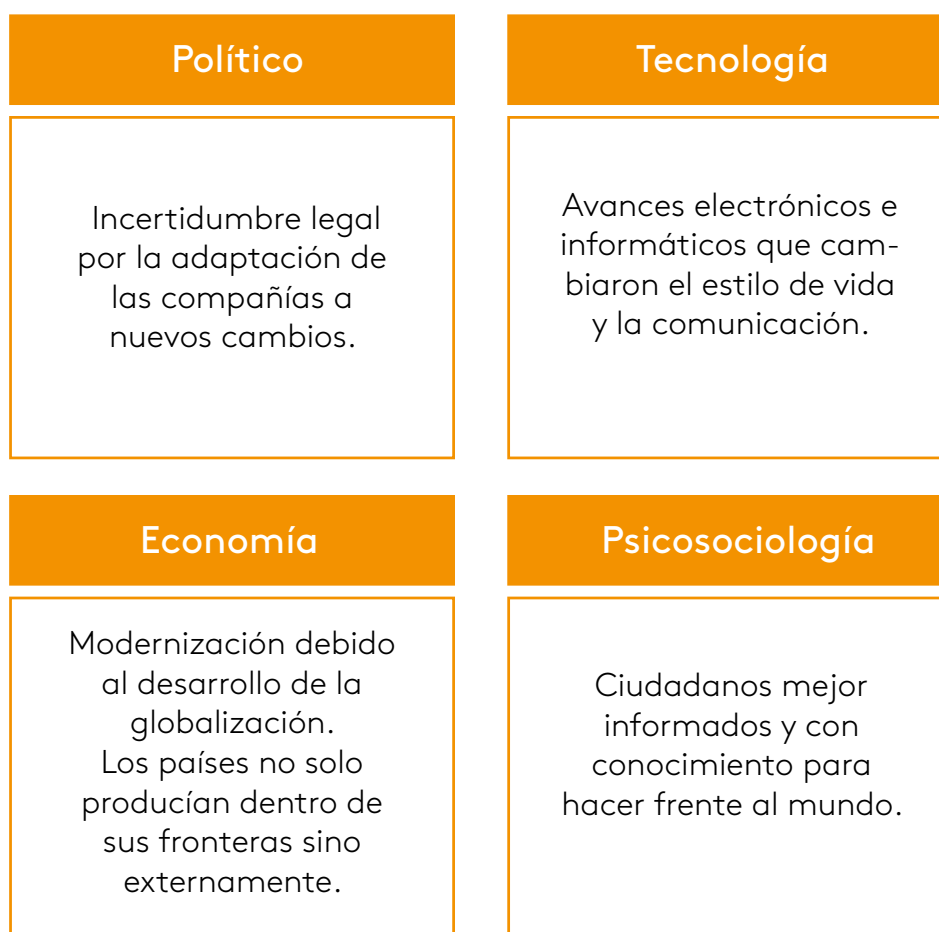 Político
Incertidumbre legal
por la adaptación de
las compañías a
nuevos cambios.
Tecnología
Avances electrónicos e
informáticos que cam-
biaron el estilo de vida
y la comunicación.
Economía
Modernización debido
al desarrollo de la
globalización.
Los países no solo
producían dentro de
sus fronteras sino
externamente.
Psicosociología
Ciudadanos mejor
informados y con
conocimiento para
hacer frente al mundo.